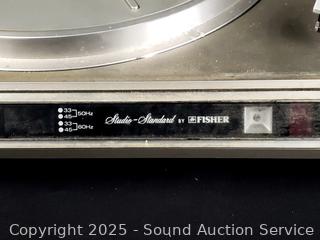 33
45
50Hz
33
45
60Hz
Studio-Standard BY FISHER
Copyright 2025 - Sound Auction Service